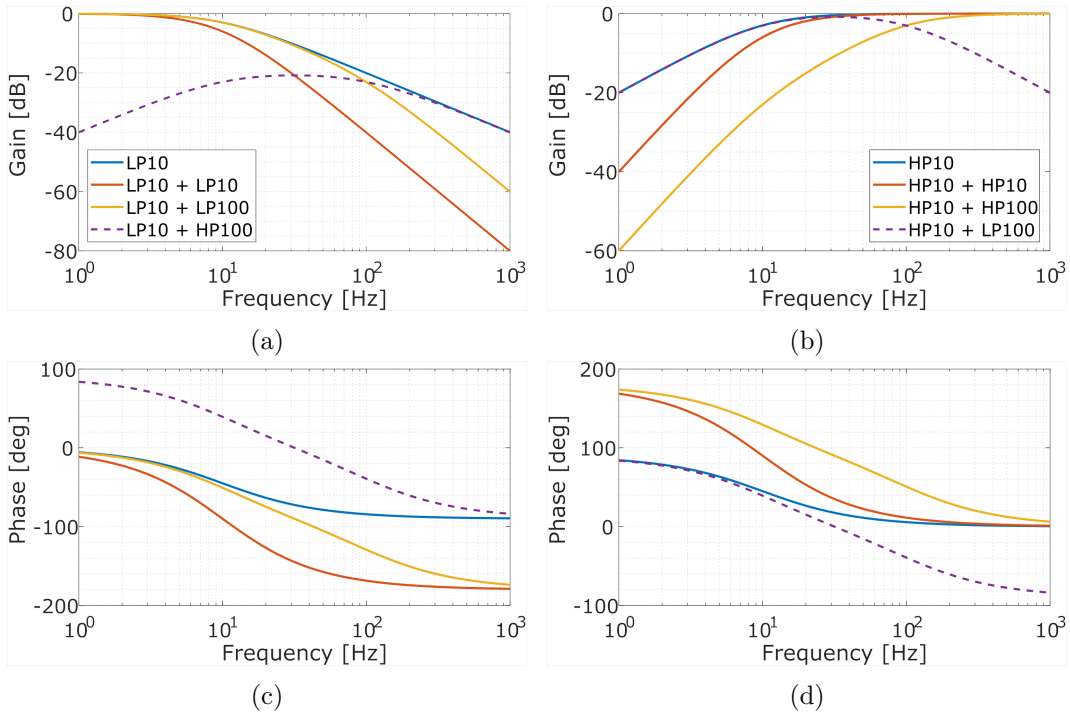 0
-20
-40
-60
-80
Gain [dB]
LP10
LP10 + LP10
LP10 + LP100
LP10 + HP100
10^0
10^1
10^2
10^3
Frequency [Hz]
(a)
0
-20
-40
-60
Gain [dB]
HP10
HP10 + HP10
HP10 + HP100
HP10 + LP100
10^0
10^1
10^2
10^3
Frequency [Hz]
(b)
100
0
-100
-200
Phase [deg]
10^0
10^1
10^2
10^3
Frequency [Hz]
(c)
200
100
0
-100
Phase [deg]
10^0
10^1
10^2
10^3
Frequency [Hz]
(d)